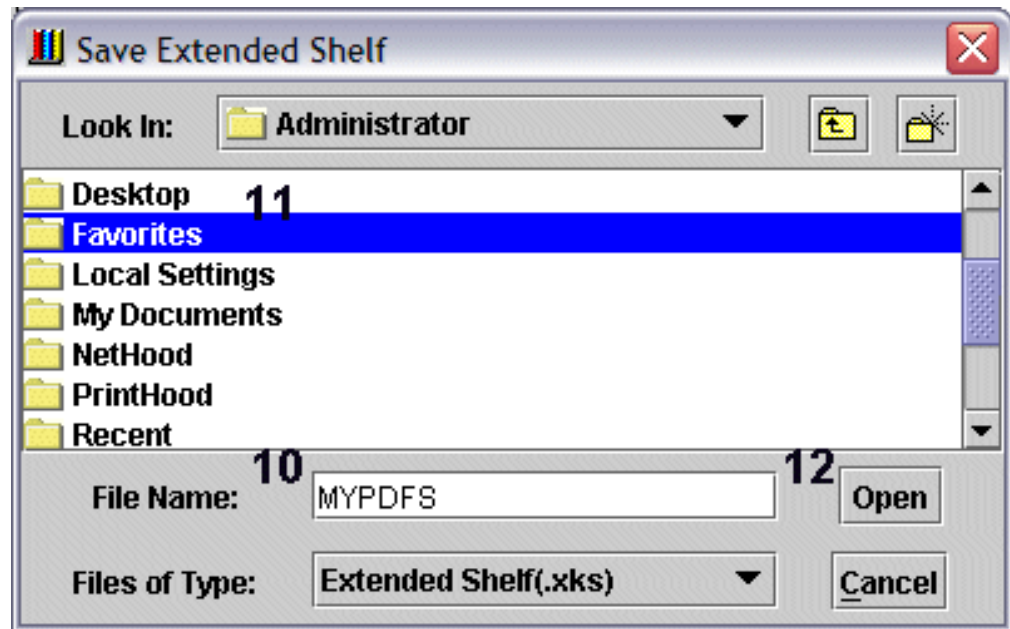 Save Extended Shelf
Look In: Administrator
Desktop 11
Favorites
Local Settings
My Documents
NetHood
PrintHood
Recent
10 12
File Name: MYPDFS Open
Files of Type: Extended Shelf(.xks) Cancel